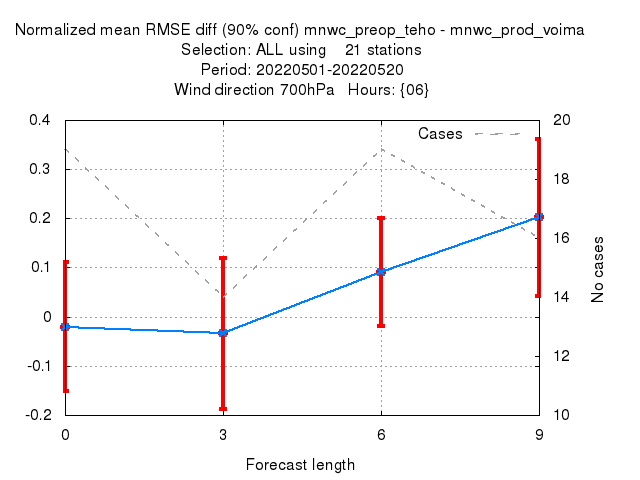 Normalized mean RMSE diff (90% conf) mnwc_preop_teho - mnwc_prod_voima
Selection: ALL using 21 stations
Period: 20220501-20220520
Wind direction 700hPa Hours: {06}
Cases
0.4
0.3
0.2
0.1
0
-0.1
-0.2
20
18
16
14
12
10
No cases
0 3 6 9
Forecast length